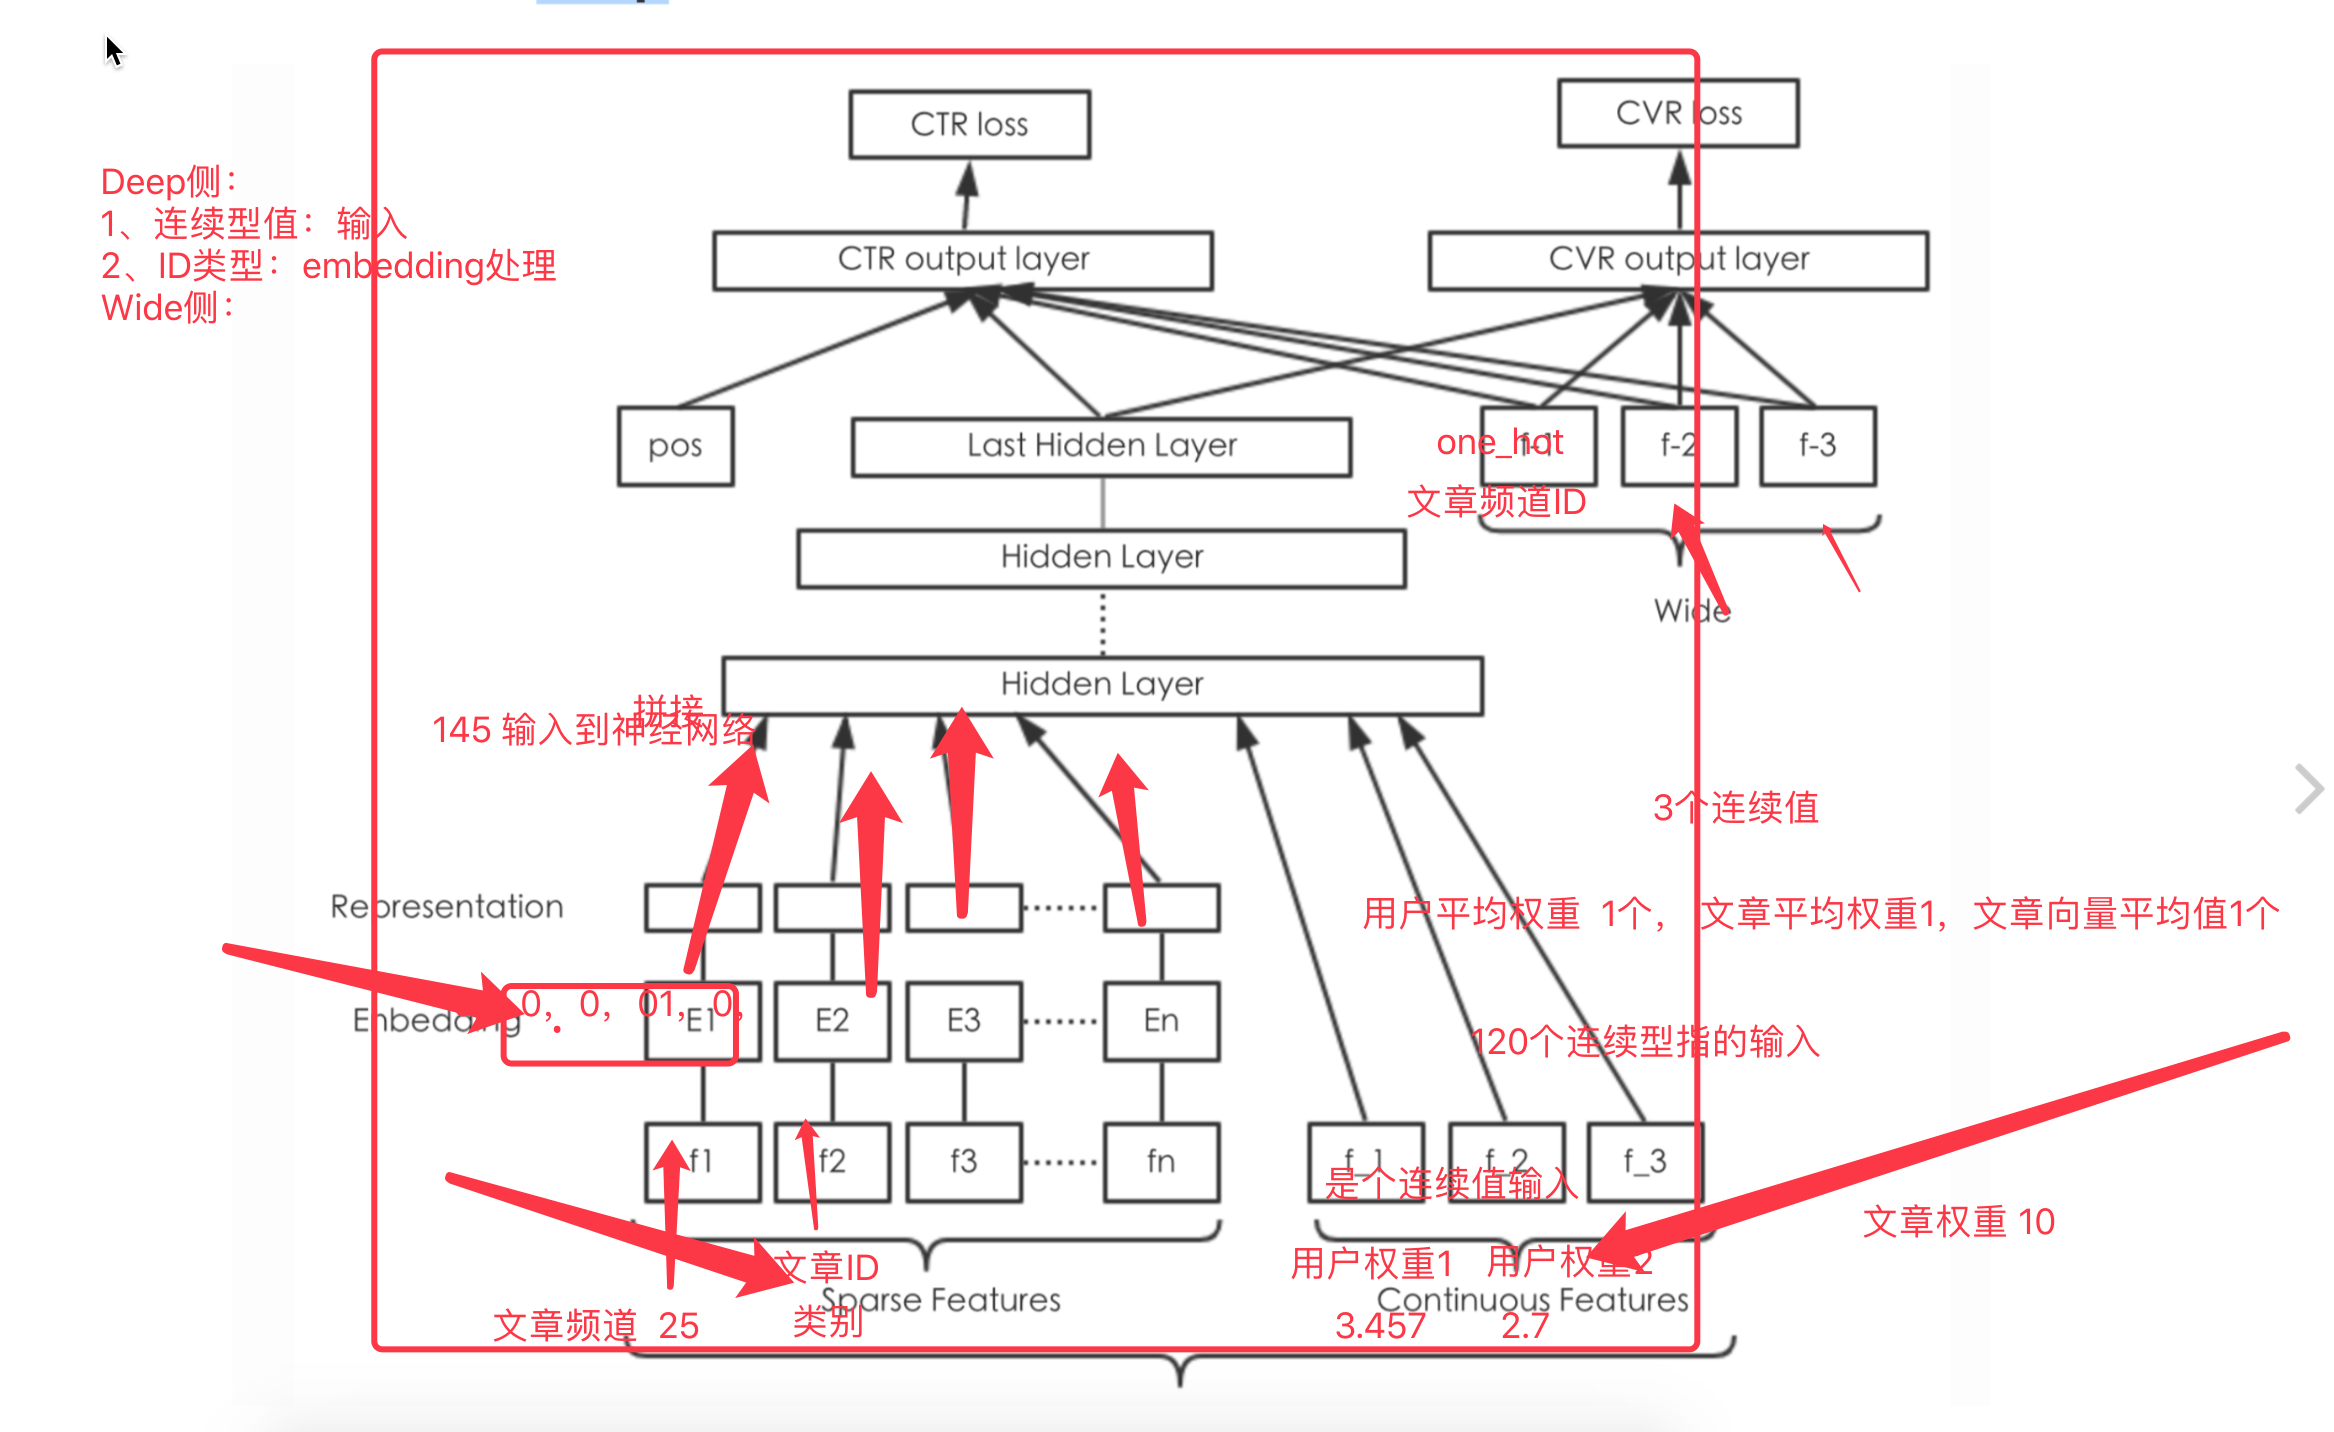 CTR loss
CVR loss
Deep侧：
1、连续型值：输入
2、ID类型：embedding处理
Wide侧：
CTR output layer
CVR output layer
pos
Last Hidden Layer
f-1
f-2
f-3
one_hot
文章频道ID
Hidden Layer
Wide
Hidden Layer
拼接
145 输入到神经网络
3个连续值
Representation
用户平均权重 1个，文章平均权重1，文章向量平均值1个
0，0，01，0，
Enbedding
E1
E2
E3
En
120个连续型指的输入
f1
f2
f3
fn
f_1
f_2
f_3
是个连续值输入
文章权重 10
文章ID
用户权重1
用户权重2
Sparse Features
Continuous Features
文章频道 25
类别
3.457
2.7